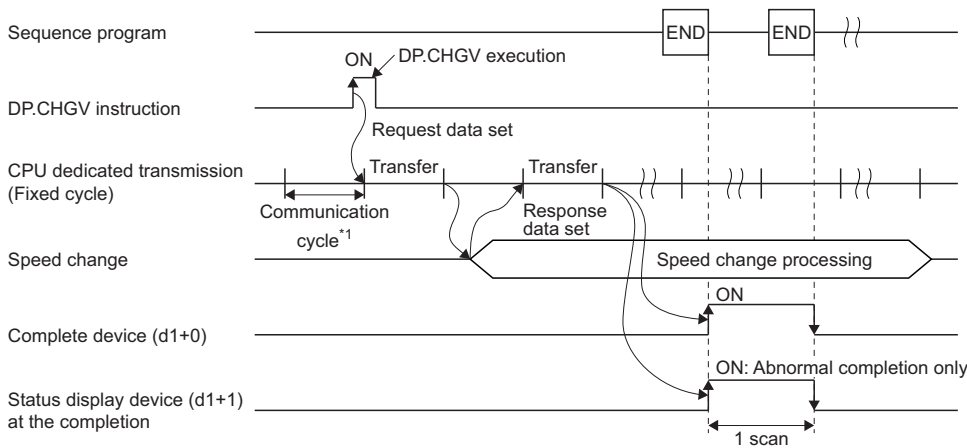 Sequence program
END
END
ON
DP.CHGV execution
DP.CHGV instruction
Request data set
CPU dedicated transmission
(Fixed cycle)
Transfer
Transfer
Communication
cycle*1
Response
data set
Speed change
Speed change processing
ON
Complete device (d1+0)
ON: Abnormal completion only
Status display device (d1+1)
at the completion
1 scan